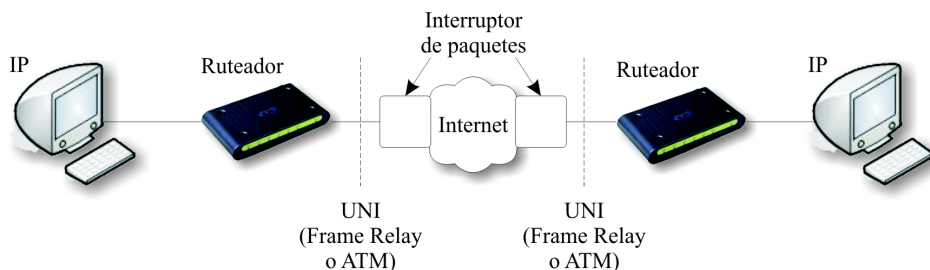 Interruptor
de paquetes
IP
Ruteador
Ruteador
IP
Internet
UNI
(Frame Relay
o ATM)
UNI
(Frame Relay
o ATM)